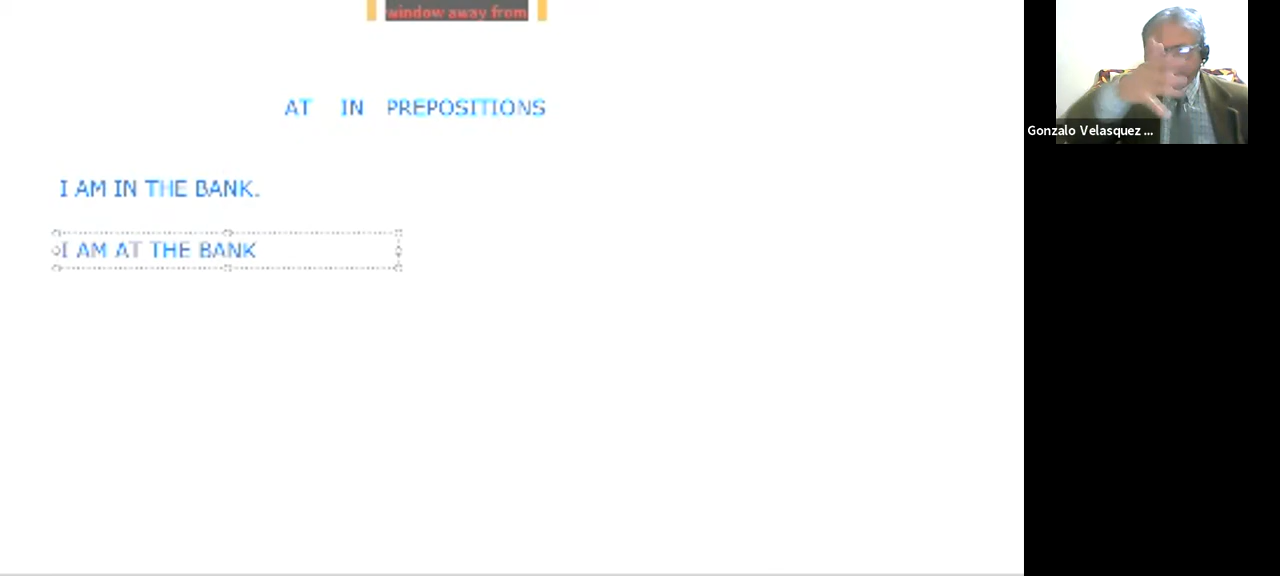 window away from
AT IN PREPOSITIONS
I AM IN THE BANK.
I AM AT THE BANK
Gonzalo Velasquez ...